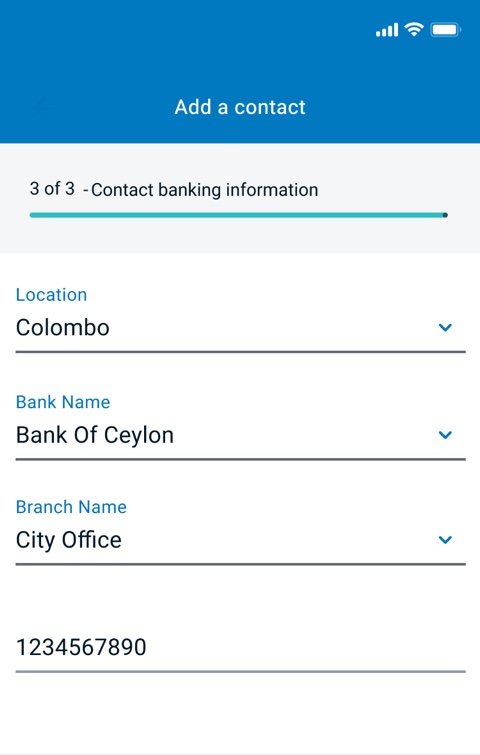 Add a contact
3 of 3 - Contact banking information
Location
Colombo
Bank Name
Bank Of Ceylon
Branch Name
City Office
1234567890